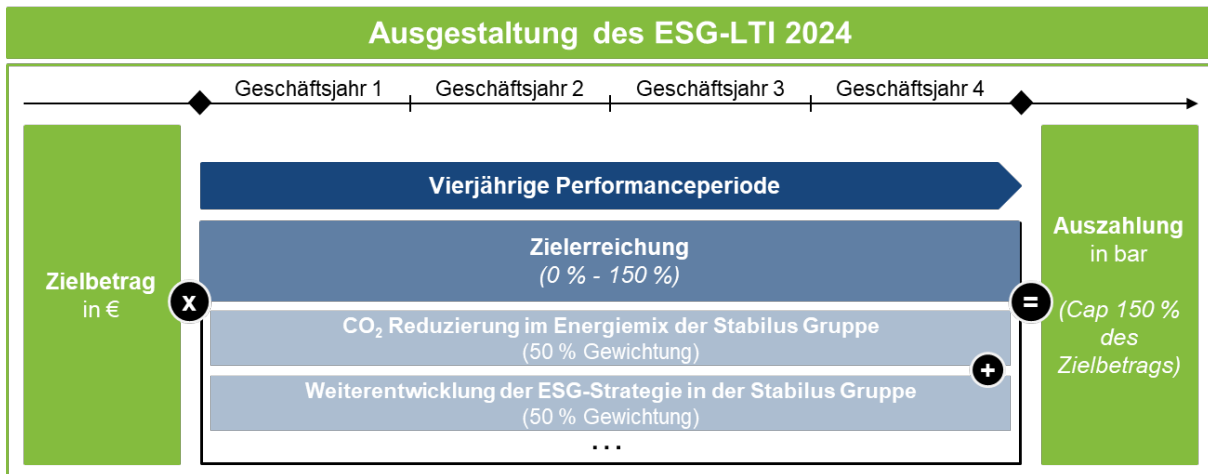 Ausgestaltung des ESG-LTI 2024
Geschäftsjahr 1
Geschäftsjahr 2
Geschäftsjahr 3
Geschäftsjahr 4
Zielbetrag
in €
x
Vierjährige Performanceperiode
Zielerreichung
(0 % - 150 %)
CO₂ Reduzierung im Energiemix der Stabilus Gruppe
(50 % Gewichtung)
+
Weiterentwicklung der ESG-Strategie in der Stabilus Gruppe
(50 % Gewichtung)
...
=
Auszahlung
in bar
(Cap 150 %
des
Zielbetrags)